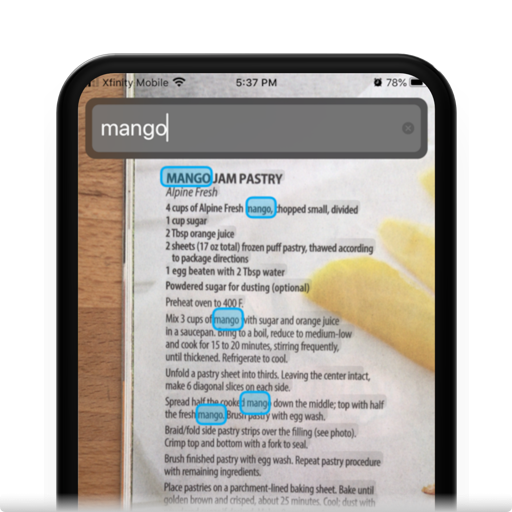 Xfinity Mobile 5:37 PM 78%
mango
MANGO JAM PASTRY
Alpine Fresh
4 cups of Alpine Fresh mango, chopped small, divided
1 cup sugar
2 Tbsp orange juice
2 sheets (17 oz total) frozen puff pastry, thawed according
to package directions
1 egg beaten with 2 Tbsp water
Powdered sugar for dusting (optional)
Preheat oven to 400 F.
Mix 3 cups of mango with sugar and orange juice
in a saucepan. Bring to a boil, reduce to medium-low
and cook for 15 to 20 minutes, stirring frequently,
until thickened. Refrigerate to cool.
Unfold a pastry sheet into thirds. Leaving the center intact,
make 6 diagonal slices on each side.
Spread half the cooked mango down the middle; top with half
the fresh mango. Brush pastry with egg wash.
Braid/fold side pastry strips over the filling (see photo).
Crimp top and bottom with a fork to seal.
Brush finished pastry with egg wash. Repeat pastry procedure
with remaining ingredients.
Place pastries on a parchment-lined baking sheet. Bake until
golden brown and crisped, about 25 minutes. Cool; dust with